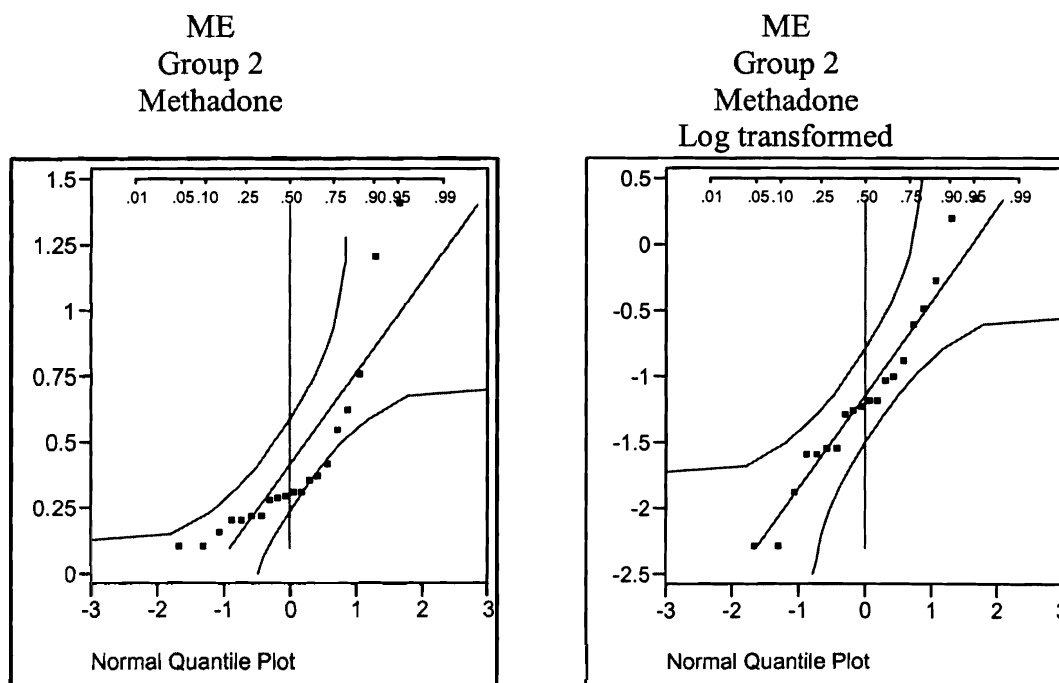 ME
Group 2
Methadone
1.5
1.25
1
0.75
0.5
0.25
0
.01 .05 .10 .25 .50 .75 .90 .95 .99
-3 -2 -1 0 1 2 3
Normal Quantile Plot
ME
Group 2
Methadone
Log transformed
0.5
0
-0.5
-1
-1.5
-2
-2.5
.01 .05 .10 .25 .50 .75 .90 .95 .99
-3 -2 -1 0 1 2 3
Normal Quantile Plot